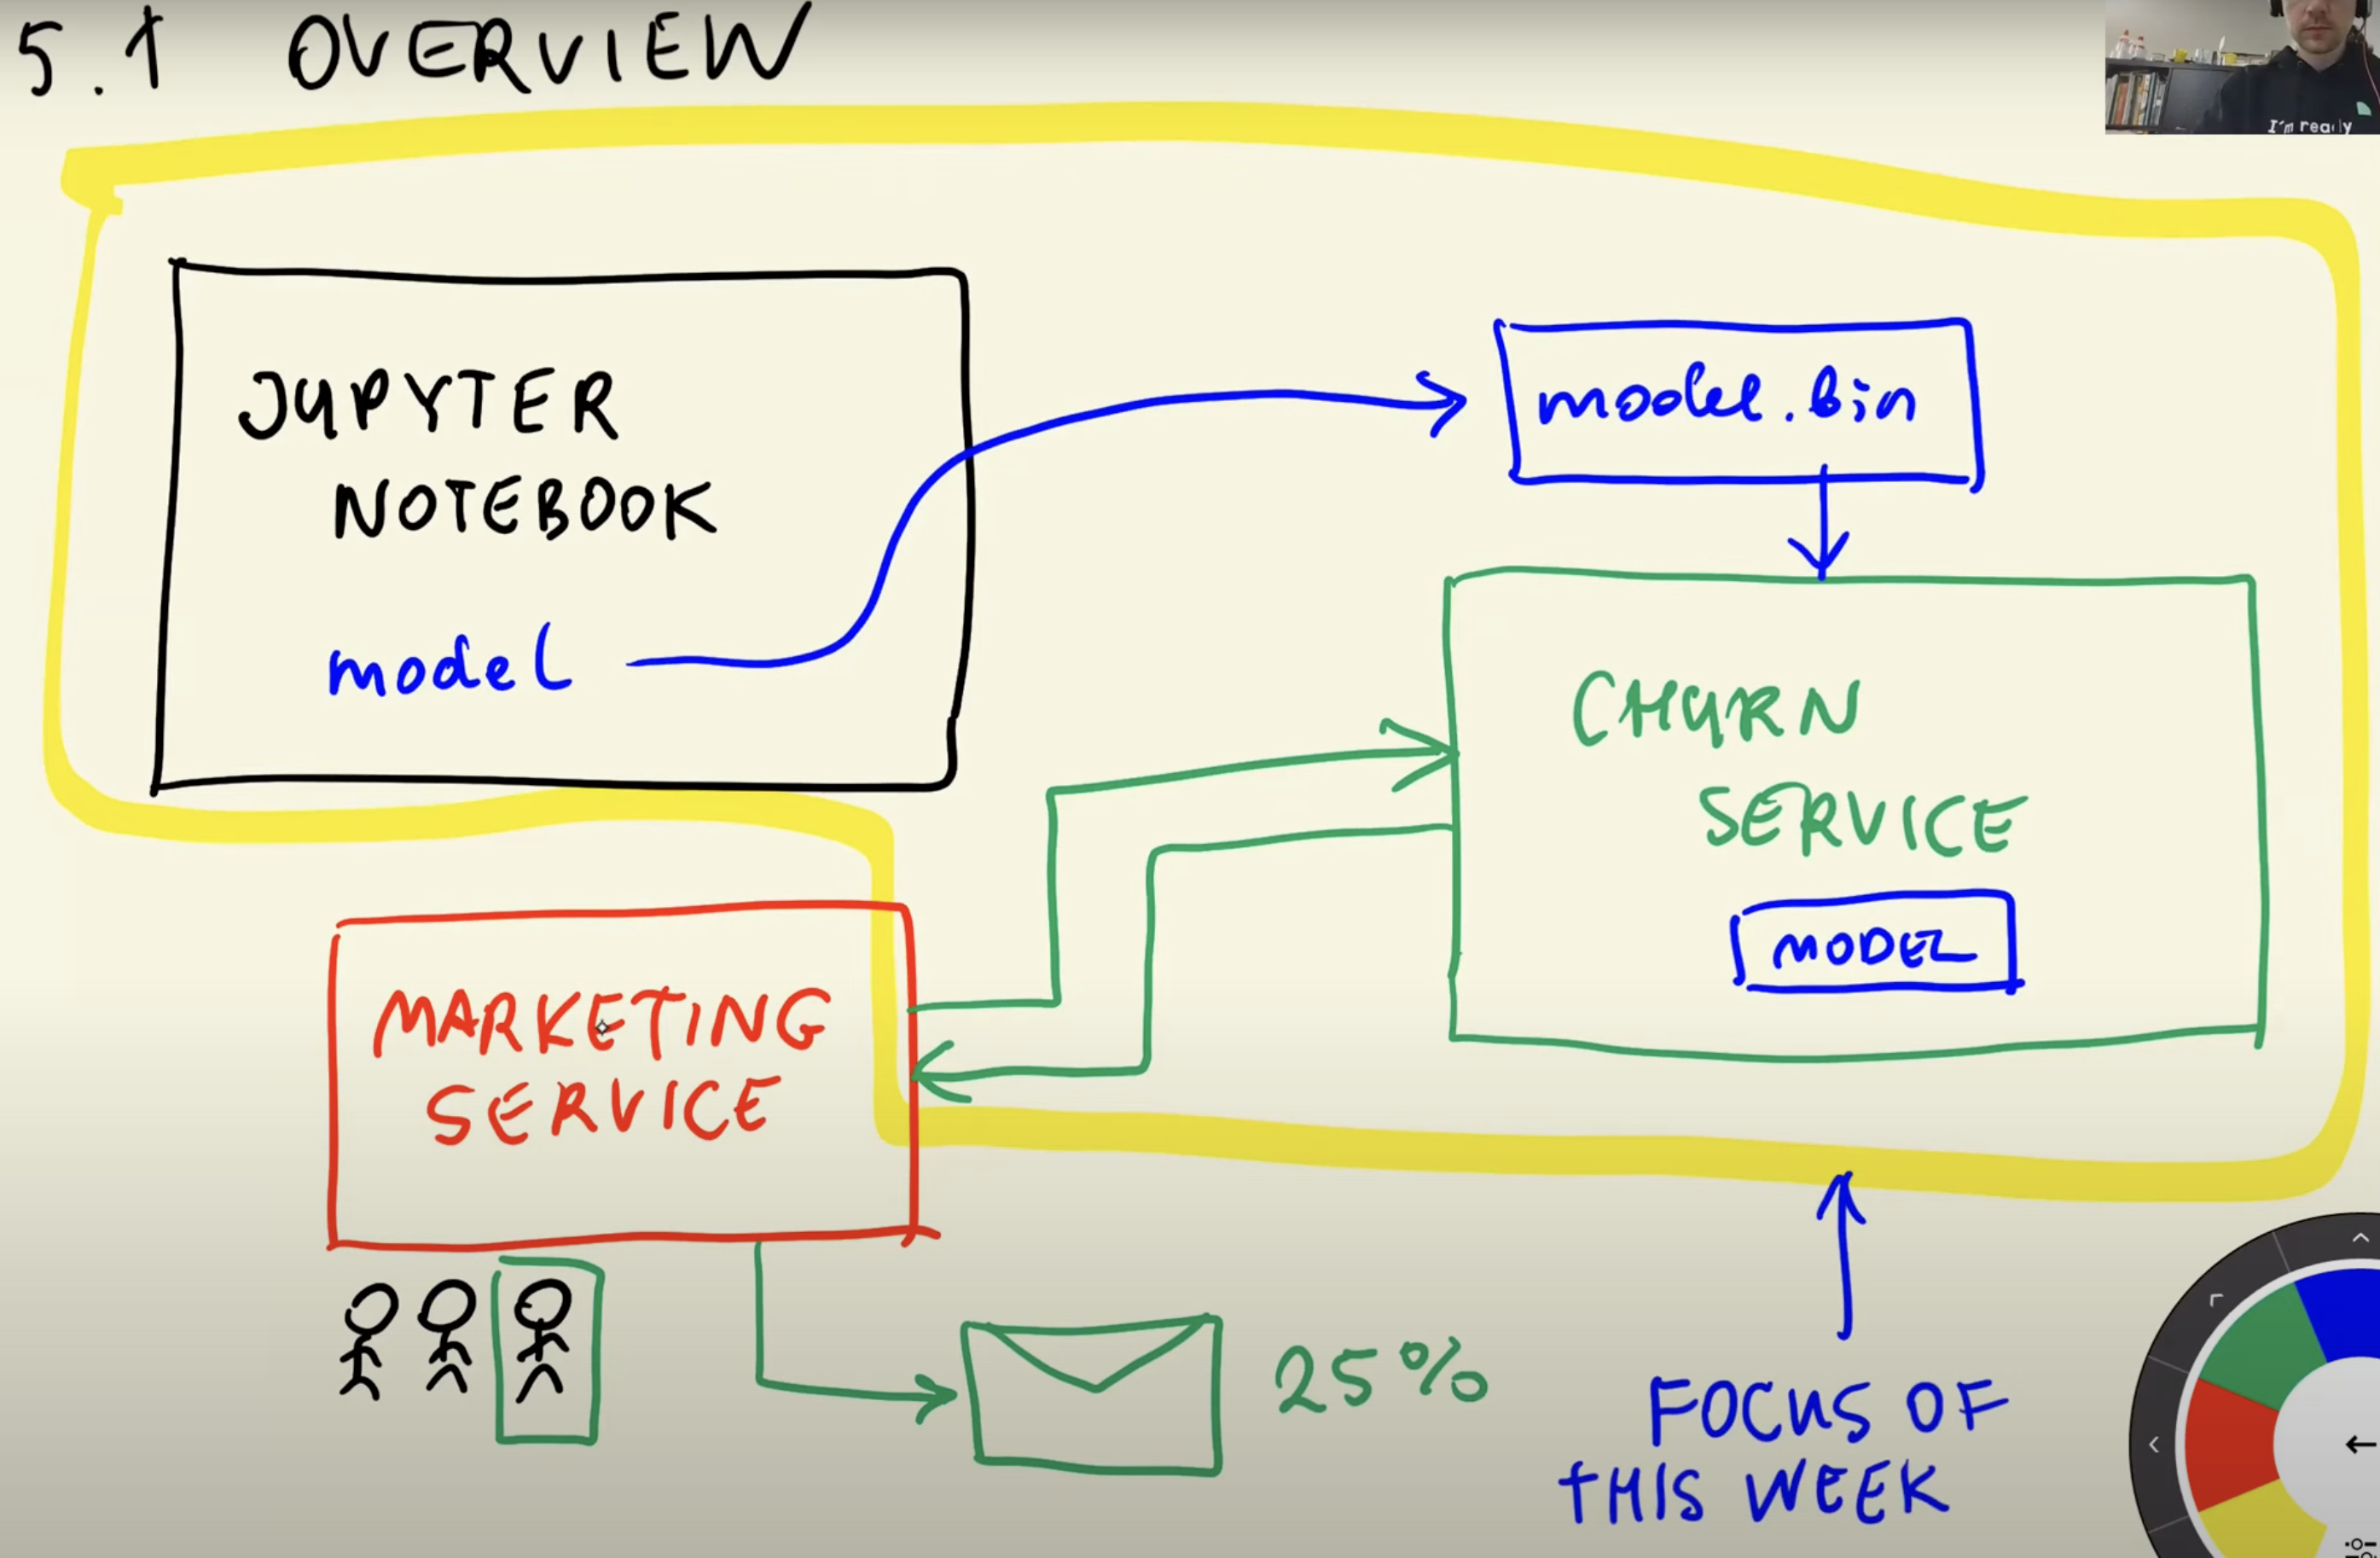 5.1 OVERVIEW
I'm ready
JUPYTER
NOTEBOOK
model
model.bin
CHURN
SERVICE
MODEL
MARKETING
SERVICE
25%
FOCUS OF
THIS WEEK